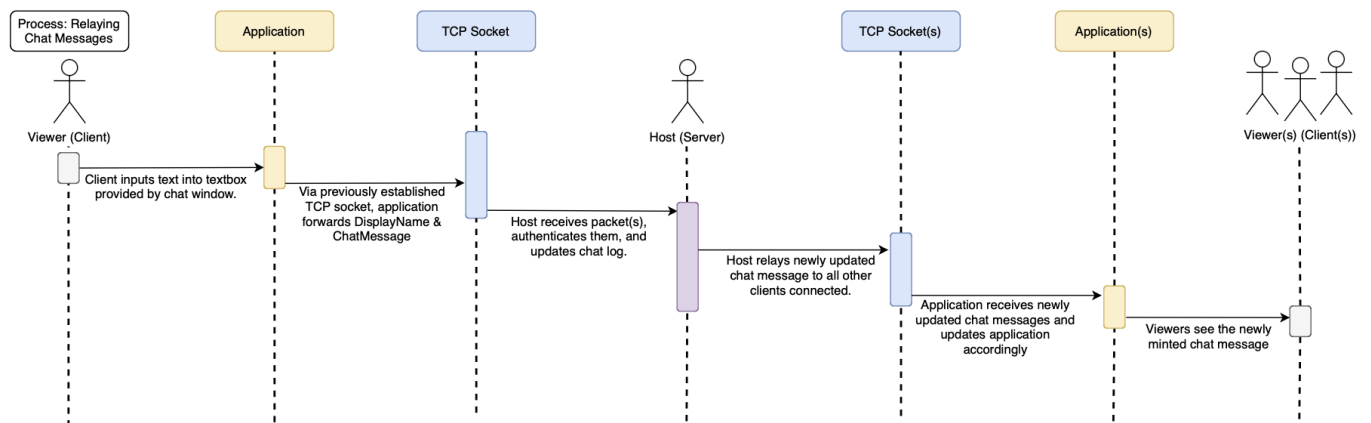 Process: Relaying
Chat Messages
Application
TCP Socket
TCP Socket(s)
Application(s)
Viewer (Client)
Host (Server)
Viewer(s) (Client(s))
Client inputs text into textbox
provided by chat window.
Via previously established
TCP socket, application
forwards DisplayName &
ChatMessage
Host receives packet(s),
authenticates them, and
updates chat log.
Host relays newly updated
chat message to all other
clients connected.
Application receives newly
updated chat messages and
updates application
accordingly
Viewers see the newly
minted chat message